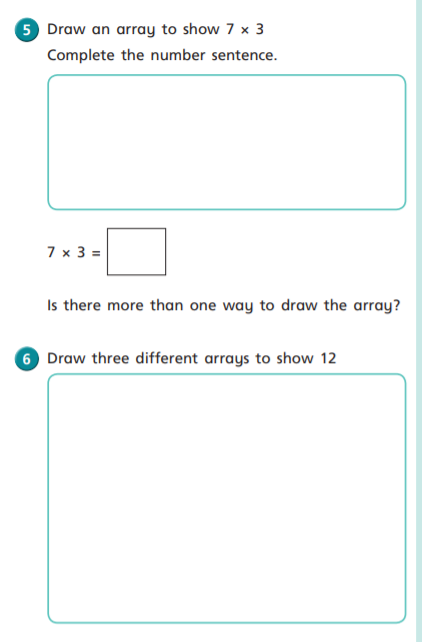 5 Draw an array to show 7 × 3
Complete the number sentence.
7 × 3 =
Is there more than one way to draw the array?
6 Draw three different arrays to show 12